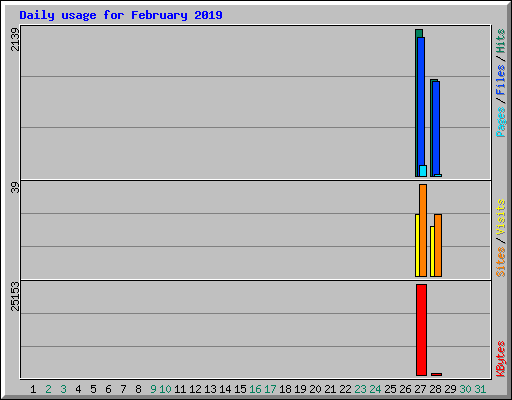 Daily usage for February 2019
2139
39
25153
Pages/Files/Hits
Sites/Visits
KBytes
1 2 3 4 5 6 7 8 9 10 11 12 13 14 15 16 17 18 19 20 21 22 23 24 25 26 27 28 29 30 31